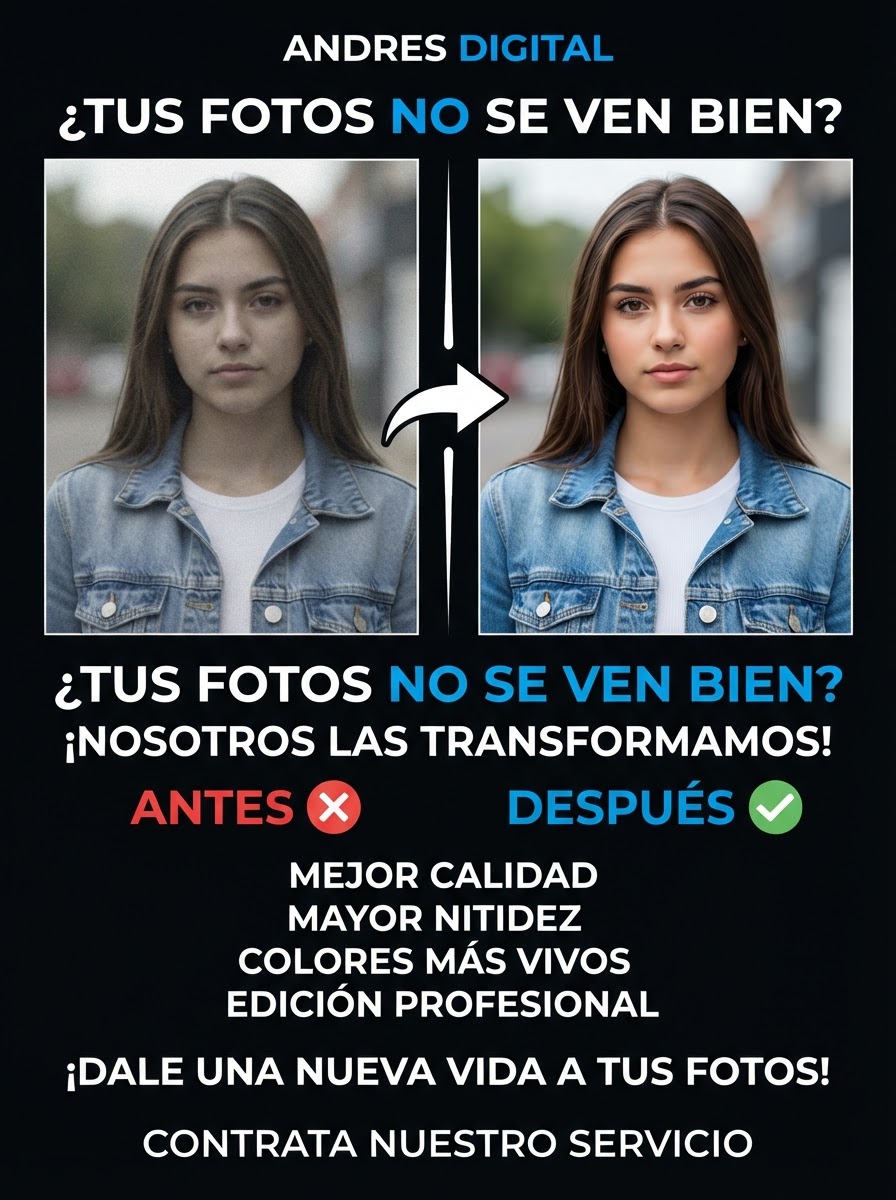 ANDRES DIGITAL
¿TUS FOTOS NO SE VEN BIEN?
¿TUS FOTOS NO SE VEN BIEN?
¡NOSOTROS LAS TRANSFORMAMOS!
ANTES
DESPUÉS
MEJOR CALIDAD
MAYOR NITIDEZ
COLORES MÁS VIVOS
EDICIÓN PROFESIONAL
¡DALE UNA NUEVA VIDA A TUS FOTOS!
CONTRATA NUESTRO SERVICIO